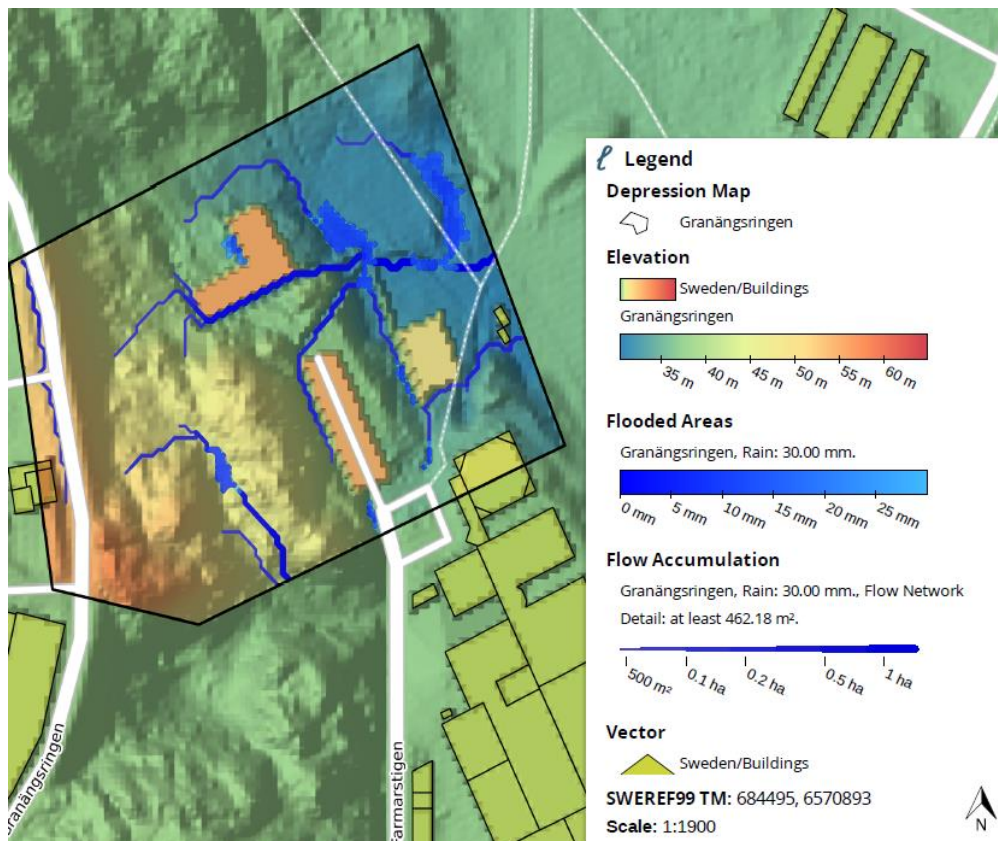 ℓ Legend
Depression Map
Granängsringen
Elevation
Sweden/Buildings
Granängsringen
35 m 40 m 45 m 50 m 55 m 60 m
Flooded Areas
Granängsringen, Rain: 30.00 mm.
0 mm 5 mm 10 mm 15 mm 20 mm 25 mm
Flow Accumulation
Granängsringen, Rain: 30.00 mm., Flow Network
Detail: at least 462.18 m².
500 m² 0.1 ha 0.2 ha 0.5 ha 1 ha
Vector
Sweden/Buildings
SWEREF99 TM: 684495, 6570893
Scale: 1:1900
N
Granängsringen
Farmarstigen